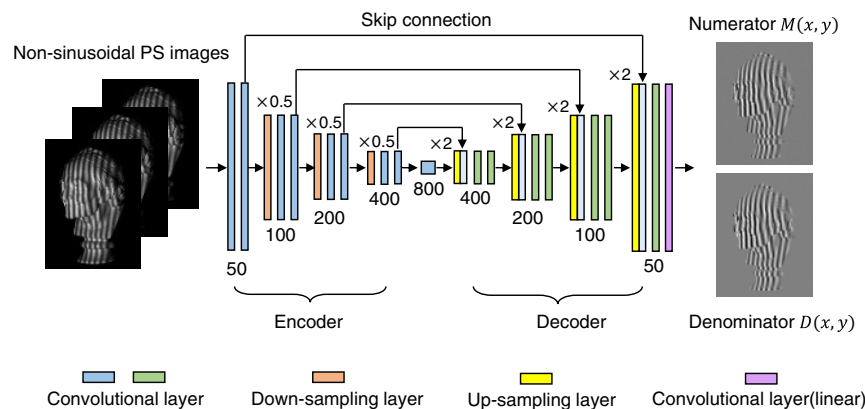 Skip connection
Numerator M(x, y)
Non-sinusoidal PS images
×2
×0.5
×2
×0.5
×2
×0.5
×2
800
400
400
200
200
100
100
50
50
Encoder
Decoder
Denominator D(x, y)
Convolutional layer
Down-sampling layer
Up-sampling layer
Convolutional layer(linear)